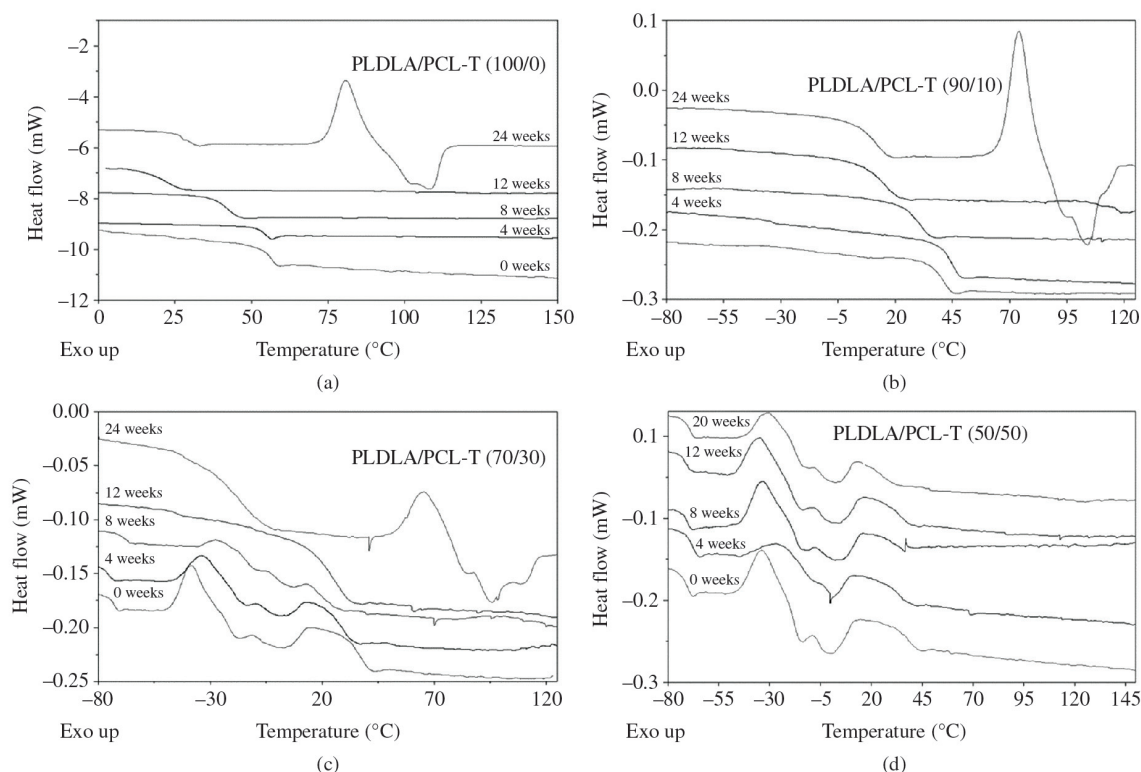 PLDLA/PCL-T (100/0)
Heat flow (mW)
−2
−4
−6
−8
−10
−12
24 weeks
12 weeks
8 weeks
4 weeks
0 weeks
0 25 50 75 100 125 150
Exo up Temperature (°C)
(a)
PLDLA/PCL-T (90/10)
Heat flow (mW)
0.1
0.0
−0.1
−0.2
−0.3
24 weeks
12 weeks
8 weeks
4 weeks
−80 −55 −30 −5 20 45 70 95 120
Exo up Temperature (°C)
(b)
PLDLA/PCL-T (70/30)
Heat flow (mW)
0.00
−0.05
−0.10
−0.15
−0.20
−0.25
24 weeks
12 weeks
8 weeks
4 weeks
0 weeks
−80 −30 20 70 120
Exo up Temperature (°C)
(c)
PLDLA/PCL-T (50/50)
Heat flow (mW)
0.1
−0.1
−0.2
−0.3
20 weeks
12 weeks
8 weeks
4 weeks
0 weeks
−80 −55 −30 −5 20 45 70 95 120 145
Exo up Temperature (°C)
(d)